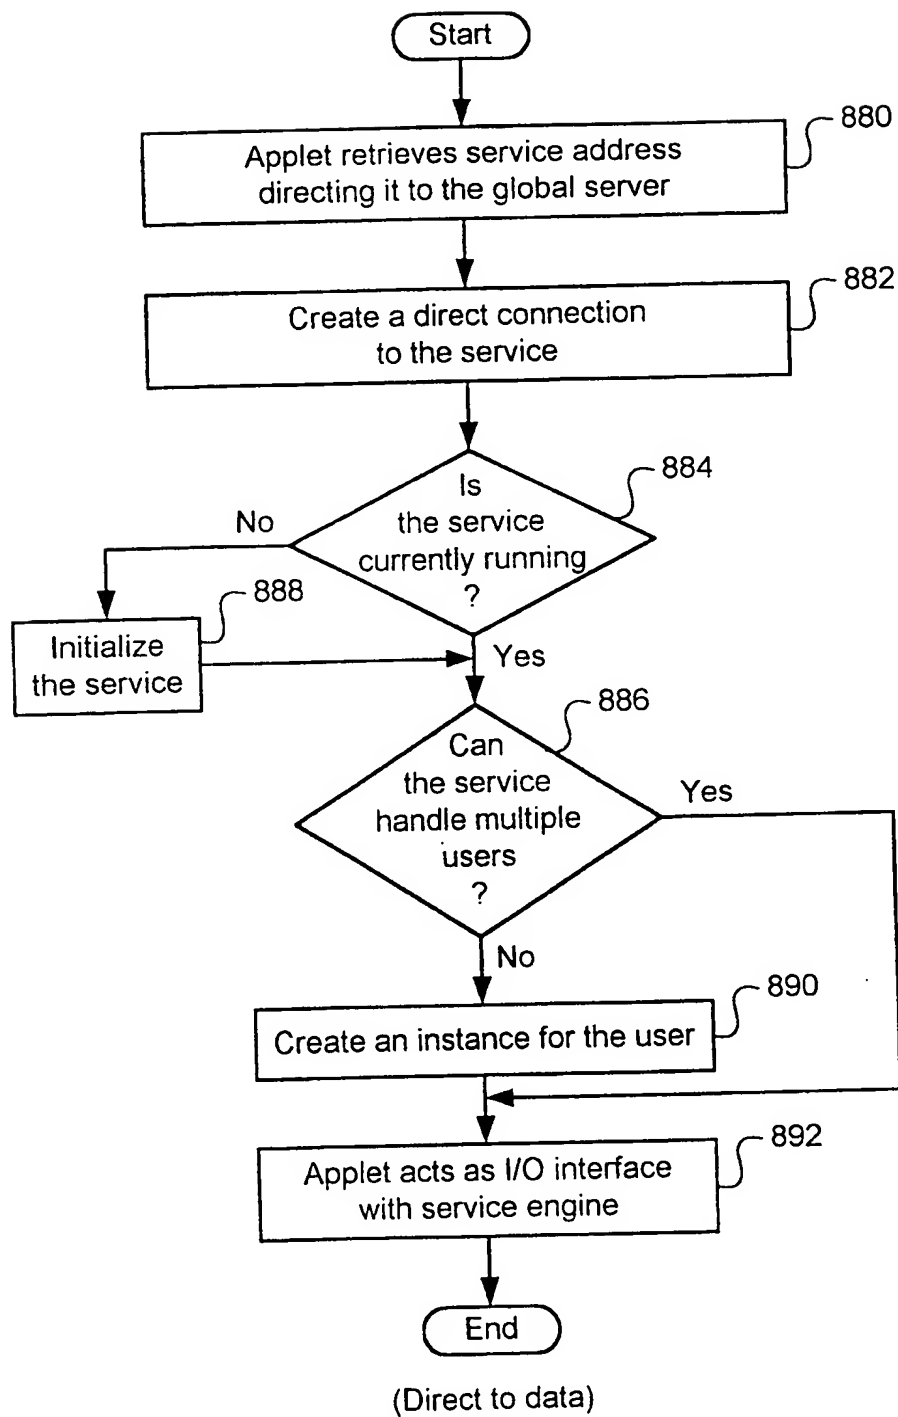 Start
880
Applet retrieves service address
directing it to the global server
882
Create a direct connection
to the service
884
Is
the service
currently running
?
No
888
Initialize
the service
Yes
886
Can
the service
handle multiple
users
?
Yes
No
890
Create an instance for the user
892
Applet acts as I/O interface
with service engine
End
(Direct to data)